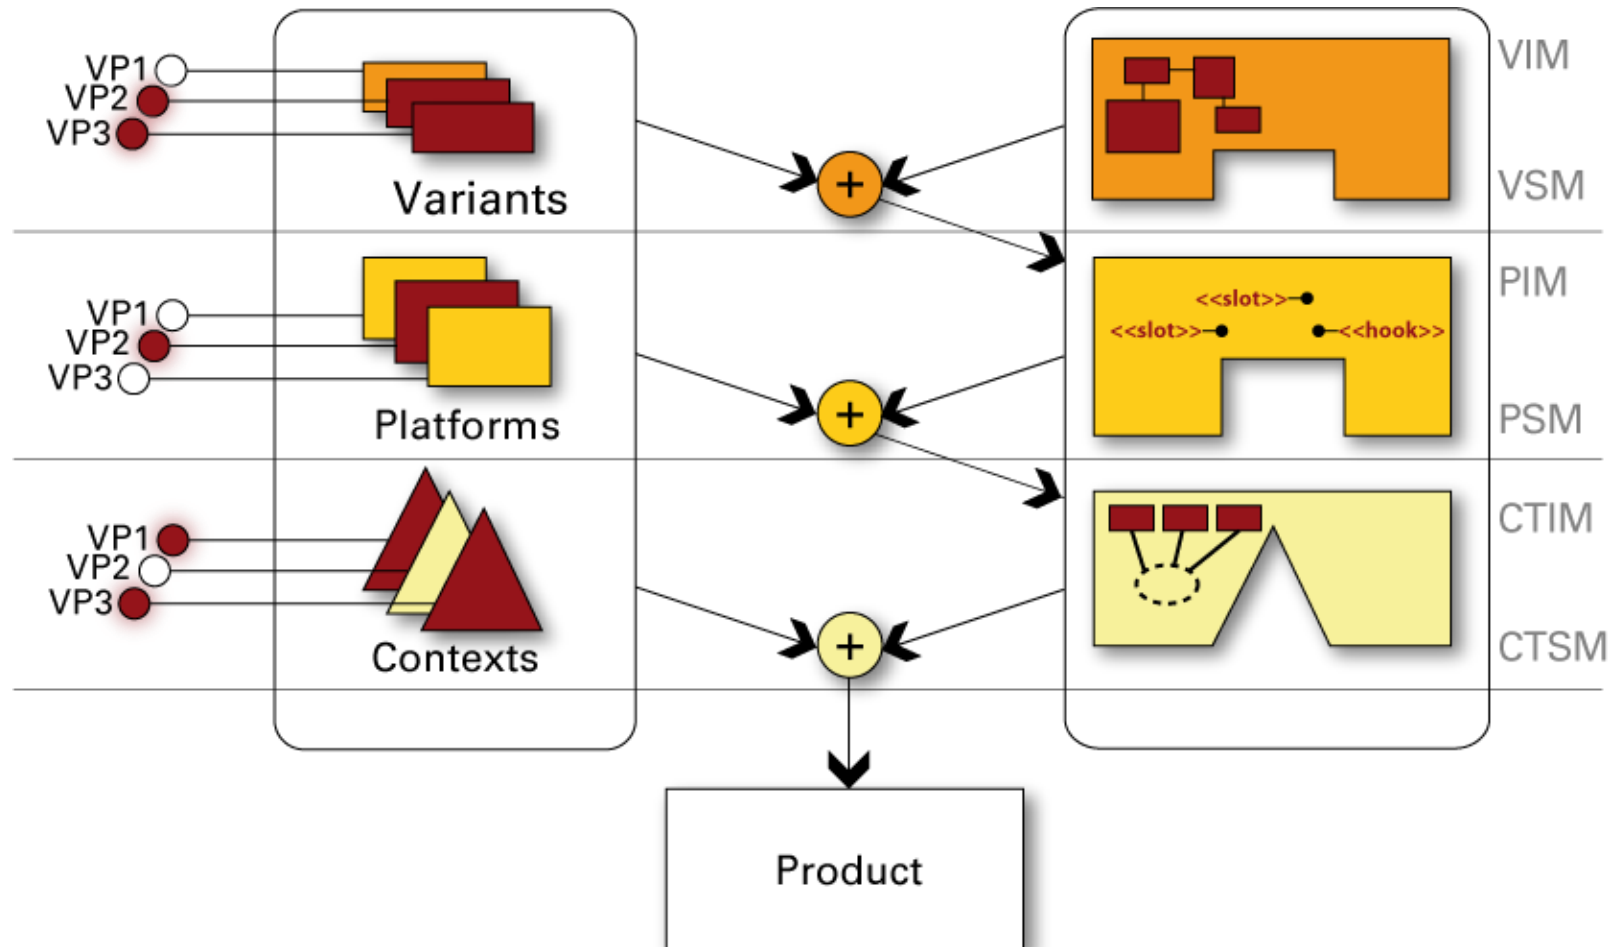 VP1
VP2
VP3
Variants
+
VIM
VSM
VP1
VP2
VP3
Platforms
+
<<slot>>
<<slot>>
<<hook>>
PIM
PSM
VP1
VP2
VP3
Contexts
+
CTIM
CTSM
Product